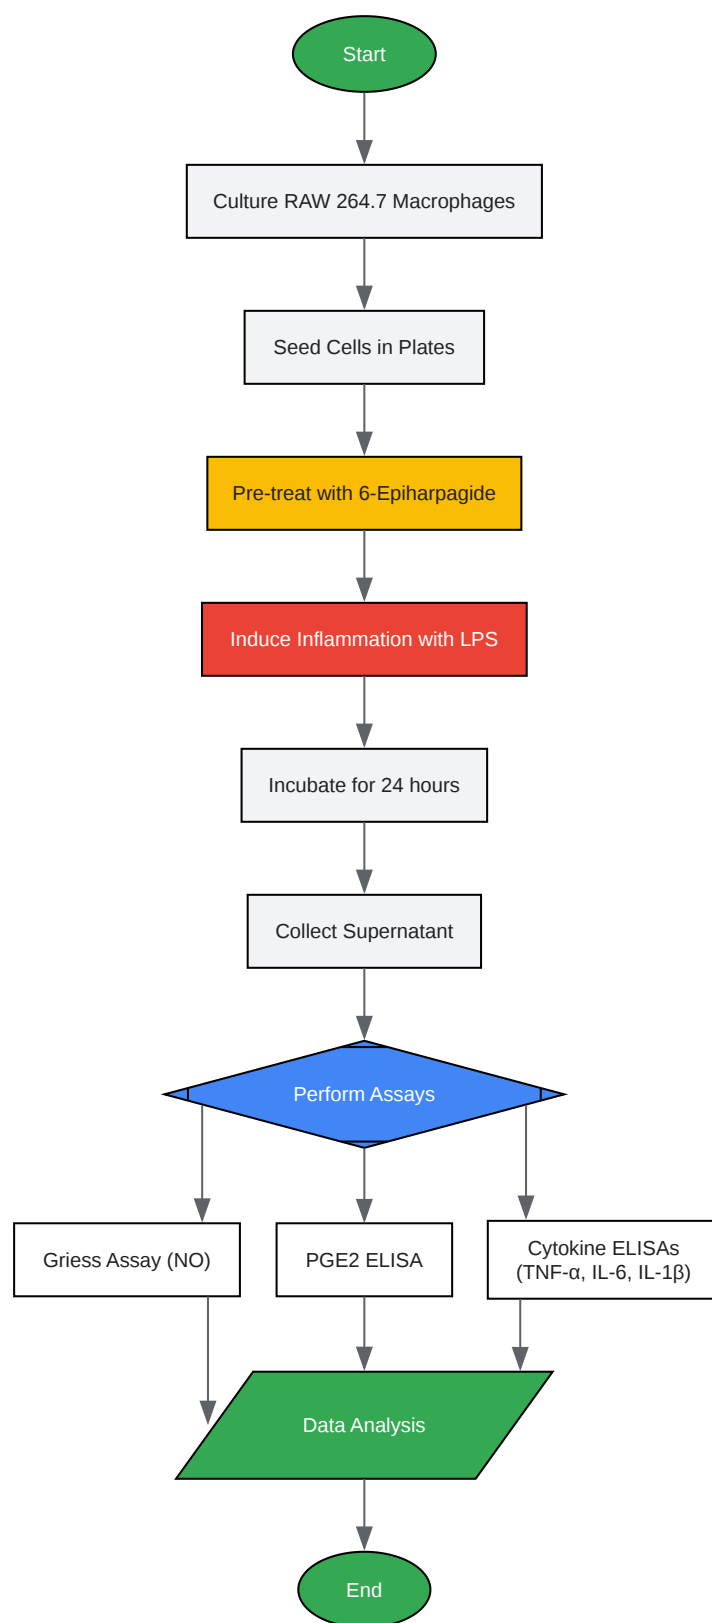 Start
Culture RAW 264.7 Macrophages
Seed Cells in Plates
Pre-treat with 6-Epiharpagide
Induce Inflammation with LPS
Incubate for 24 hours
Collect Supernatant
Perform Assays
Griess Assay (NO)
PGE2 ELISA
Cytokine ELISAs
(TNF-α, IL-6, IL-1β)
Data Analysis
End